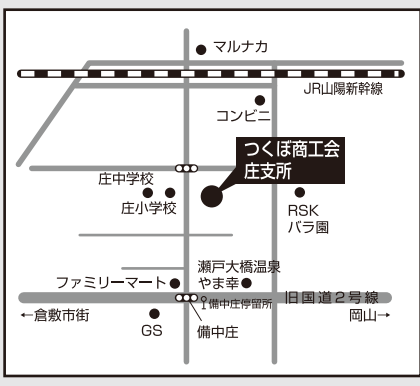 マルナカ
JR山陽新幹線
コンビニ
つくぼ商工会
庄支所
庄中学校
庄小学校
RSK
バラ園
瀬戸大橋温泉
やま幸
ファミリーマート
備中庄停留所
旧国道2号線
←倉敷市街
岡山→
GS
備中庄